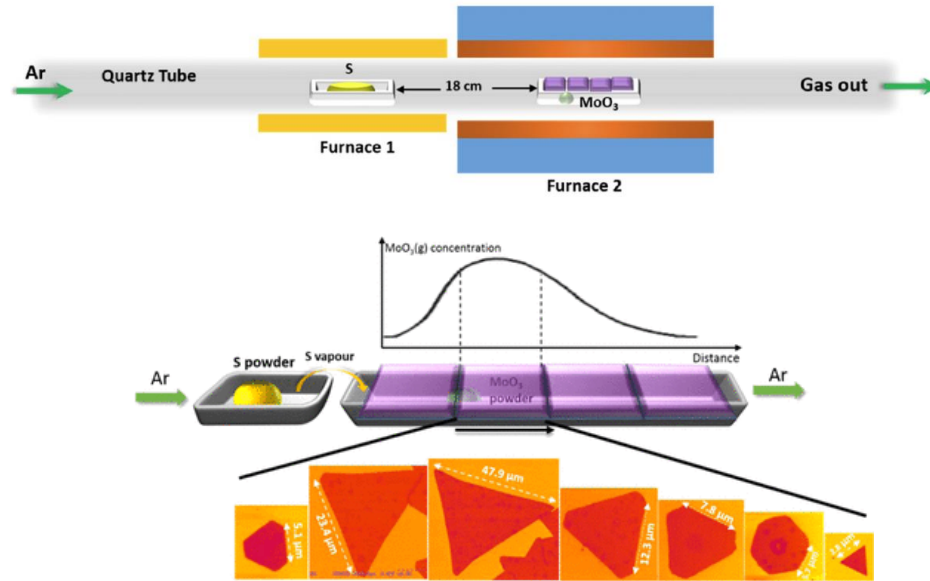 Ar
Quartz Tube
S
18 cm
MoO₃
Gas out
Furnace 1
Furnace 2
MoO₃(g) concentration
Distance
S powder
S vapour
Ar
MoO₃
powder
Ar
5.1 μm
23.4 μm
47.9 μm
12.3 μm
7.8 μm